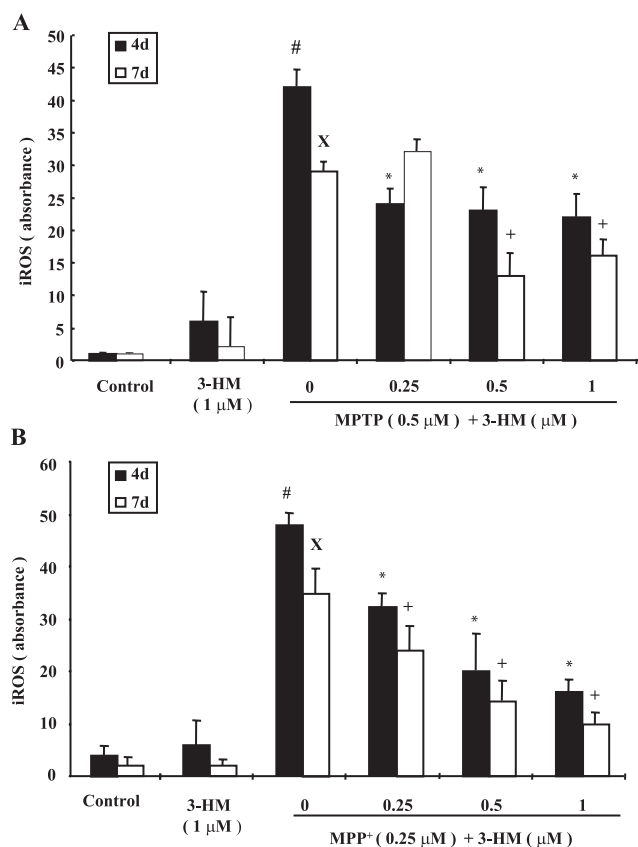 A
4d
7d
iROS ( absorbance )
50
45
40
35
30
25
20
15
10
5
0
#
X
*
*
+
*
+
Control
3-HM
( 1 μM )
0
0.25
0.5
1
MPTP ( 0.5 μM ) + 3-HM ( μM )
B
4d
7d
iROS ( absorbance )
60
50
40
30
20
10
0
#
X
*
+
*
+
*
+
Control
3-HM
( 1 μM )
0
0.25
0.5
1
MPP⁺ ( 0.25 μM ) + 3-HM ( μM )